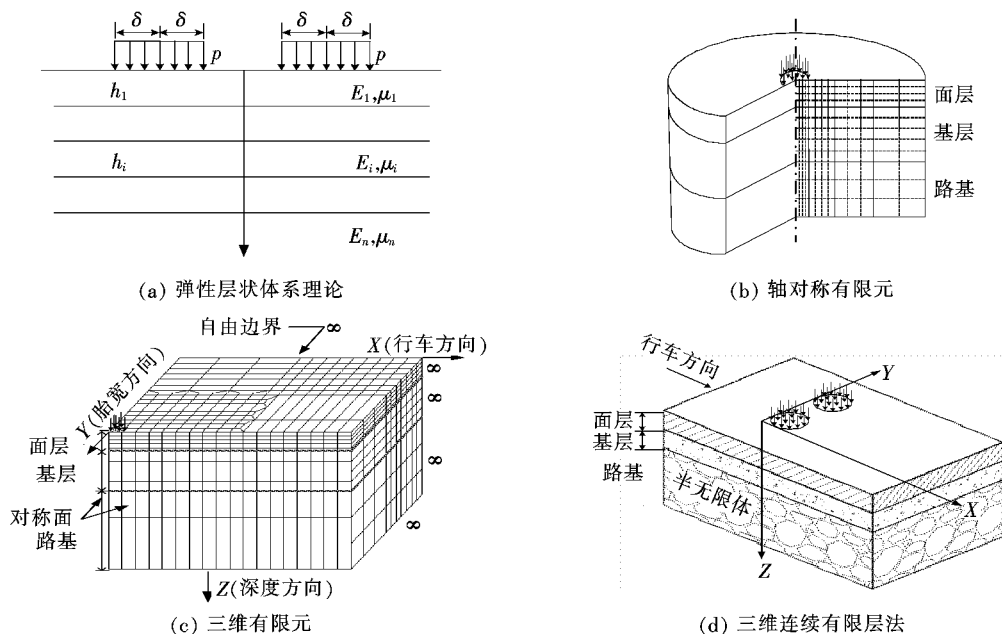 δ δ δ δ
p p
h₁ E₁,μ₁
hᵢ Eᵢ,μᵢ
Eₙ,μₙ
(a) 弹性层状体系理论
面层
基层
路基
(b) 轴对称有限元
自由边界 ∞
X(行车方向)
Y(胎宽方向)
∞
∞
∞
∞
面层
基层
对称面
路基
Z(深度方向)
(c) 三维有限元
行车方向
Y
面层
基层
路基
半无限体
X
Z
(d) 三维连续有限层法